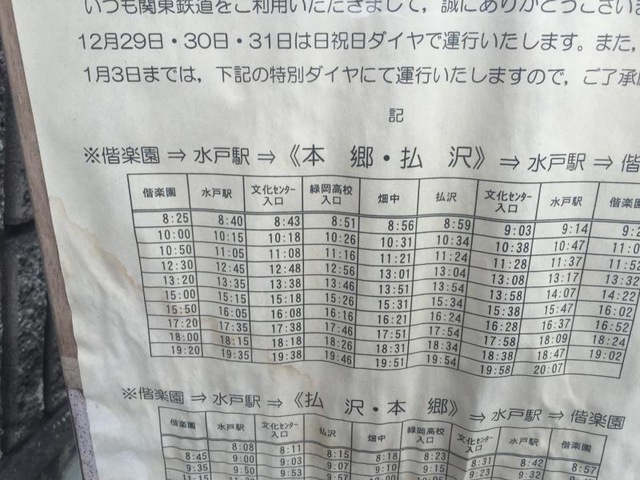 いつも関東鉄道をご利用いただきまして，誠にありがとうござい
12月29日・30日・31日は日祝日ダイヤで運行いたします。また，
1月3日までは，下記の特別ダイヤにて運行いたしますので，ご了承
記
※偕楽園 ⇒ 水戸駅 ⇒ 《本 郷・払 沢》 ⇒ 水戸駅 ⇒ 偕
偕楽園 水戸駅 文化センター入口 緑岡高校入口 畑中 払沢 文化センター入口 水戸駅 偕
8:25 8:40 8:43 8:51 8:56 8:59 9:03 9:14
10:00 10:15 10:18 10:26 10:31 10:34 10:38 10:47
10:50 11:05 11:08 11:16 11:21 11:24 11:28 11:37 11:52
12:30 12:45 12:48 12:56 13:01 13:04 13:08 13:17 13:32
13:20 13:35 13:38 13:46 13:51 13:54 13:58 14:07 14:22
15:00 15:15 15:18 15:26 15:31 15:34 15:38 15:47 16:02
15:50 16:05 16:08 16:16 16:21 16:24 16:28 16:37 16:52
17:20 17:35 17:38 17:46 17:51 17:54 17:58 18:09 18:24
18:00 18:15 18:18 18:26 18:31 18:34 18:38 18:47 19:02
19:20 19:35 19:38 19:46 19:51 19:54 19:58 20:07
※偕楽園 ⇒ 水戸駅 ⇒ 《払 沢・本 郷》 ⇒ 水戸駅 ⇒ 偕楽園
偕楽園 水戸駅 文化センター入口 払沢 畑中 緑岡高校入口 文化センター入口 水戸駅 偕楽園
8:08 8:11 8:15 8:18 8:23 8:31 8:42 8:57
8:45 9:00 9:03 9:07 9:10 9:15 9:23 9:32
9:35 9:50 9:53